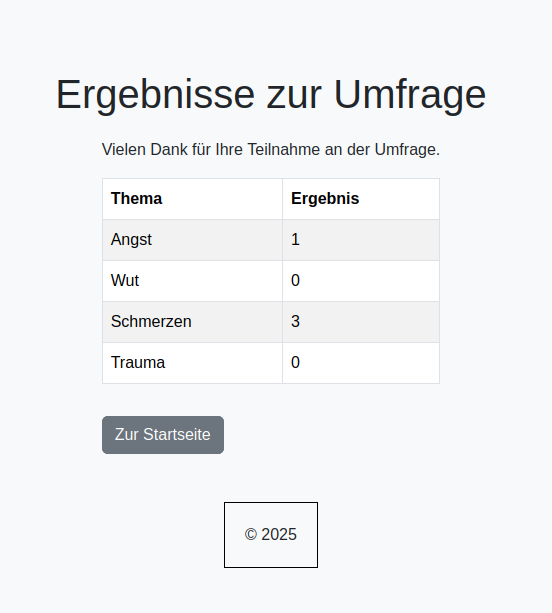 Ergebnisse zur Umfrage
Vielen Dank für Ihre Teilnahme an der Umfrage.
Thema Ergebnis
Angst 1
Wut 0
Schmerzen 3
Trauma 0
Zur Startseite
© 2025